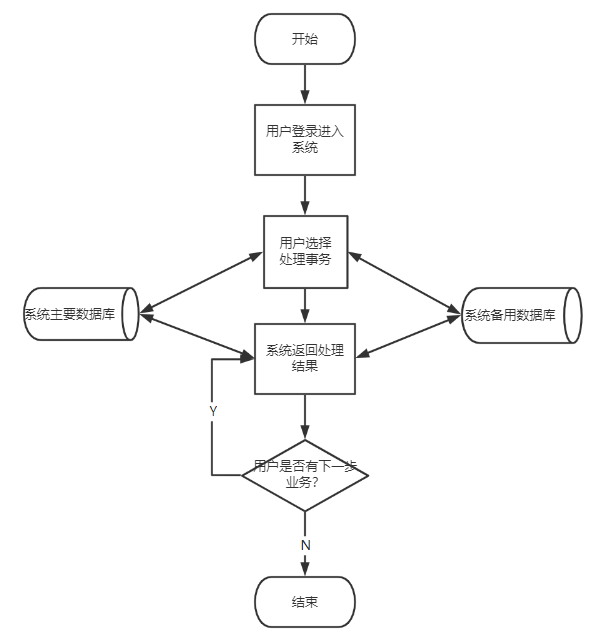 开始
用户登录进入
系统
用户选择
处理事务
系统主要数据库
系统备用数据库
系统返回处理
结果
Y
用户是否有下一步
业务?
N
结束